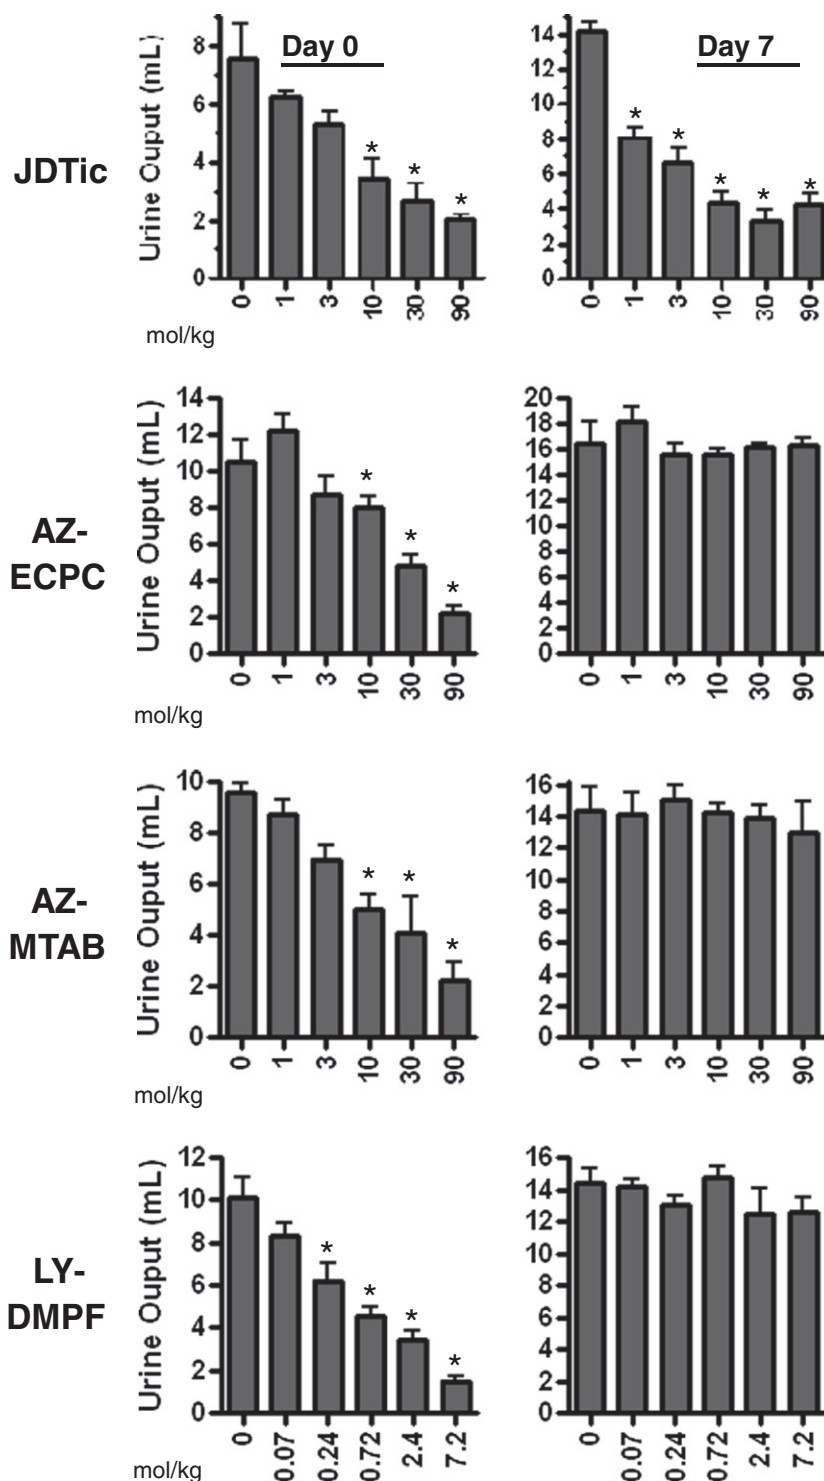 Day 0
Day 7
JDTic
Urine Ouput (mL)
8
6
4
2
0
* * *
0 1 3 10 30 90
mol/kg
14
12
10
8
6
4
2
0
* * * * *
0 1 3 10 30 90
AZ-
ECPC
Urine Ouput (mL)
14
12
10
8
6
4
2
0
* * *
0 1 3 10 30 90
mol/kg
20
18
16
14
12
10
8
6
4
2
0
0 1 3 10 30 90
AZ-
MTAB
Urine Ouput (mL)
10
8
6
4
2
0
* * *
0 1 3 10 30 90
mol/kg
16
14
12
10
8
6
4
2
0
0 1 3 10 30 90
LY-
DMPF
Urine Ouput (mL)
12
10
8
6
4
2
0
* * * *
0 0.07 0.24 0.72 2.4 7.2
mol/kg
16
14
12
10
8
6
4
2
0
0 0.07 0.24 0.72 2.4 7.2